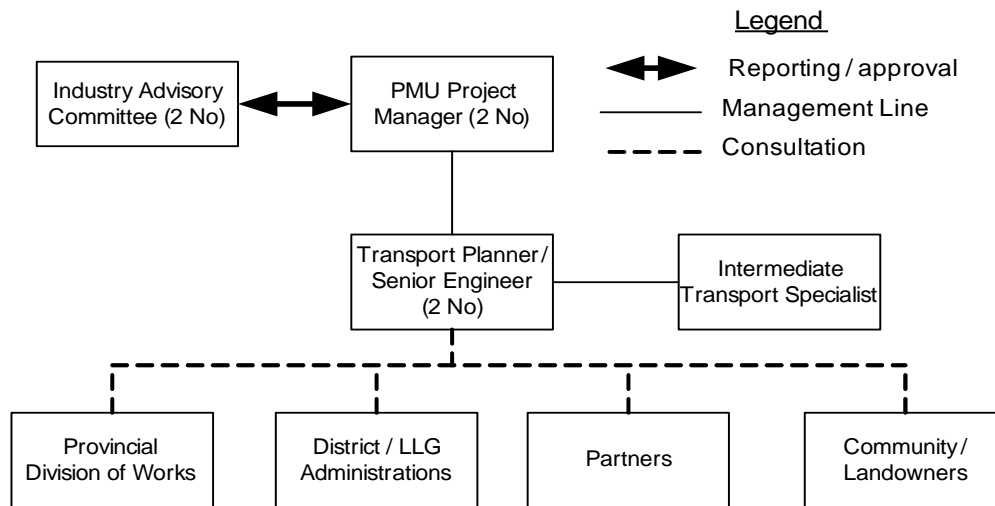 Legend
Reporting / approval
Management Line
Consultation
Industry Advisory
Committee (2 No)
PMU Project
Manager (2 No)
Transport Planner/
Senior Engineer
(2 No)
Intermediate
Transport Specialist
Provincial
Division of Works
District / LLG
Administrations
Partners
Community/
Landowners